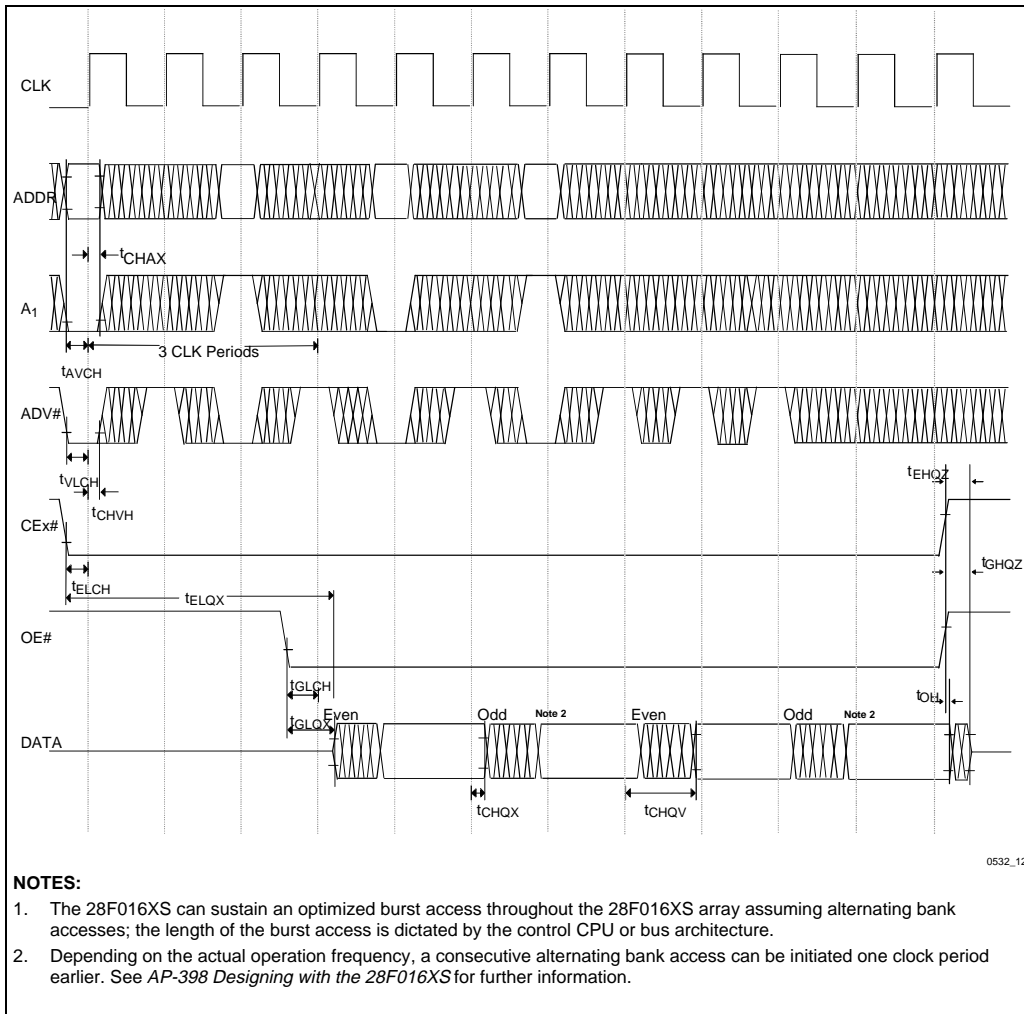 CLK
ADDR
tCHAX
A1
3 CLK Periods
tAVCH
ADV#
tVLCH
tCHVH
tEHQZ
CEx#
tGHQZ
tELCH
tELQX
OE#
tGLCH
tOH
tGLQX
Even
Odd
Note 2
Even
Odd
Note 2
DATA
tCHQX
tCHQV
0532_12
NOTES:
1. The 28F016XS can sustain an optimized burst access throughout the 28F016XS array assuming alternating bank
accesses; the length of the burst access is dictated by the control CPU or bus architecture.
2. Depending on the actual operation frequency, a consecutive alternating bank access can be initiated one clock period
earlier. See AP-398 Designing with the 28F016XS for further information.